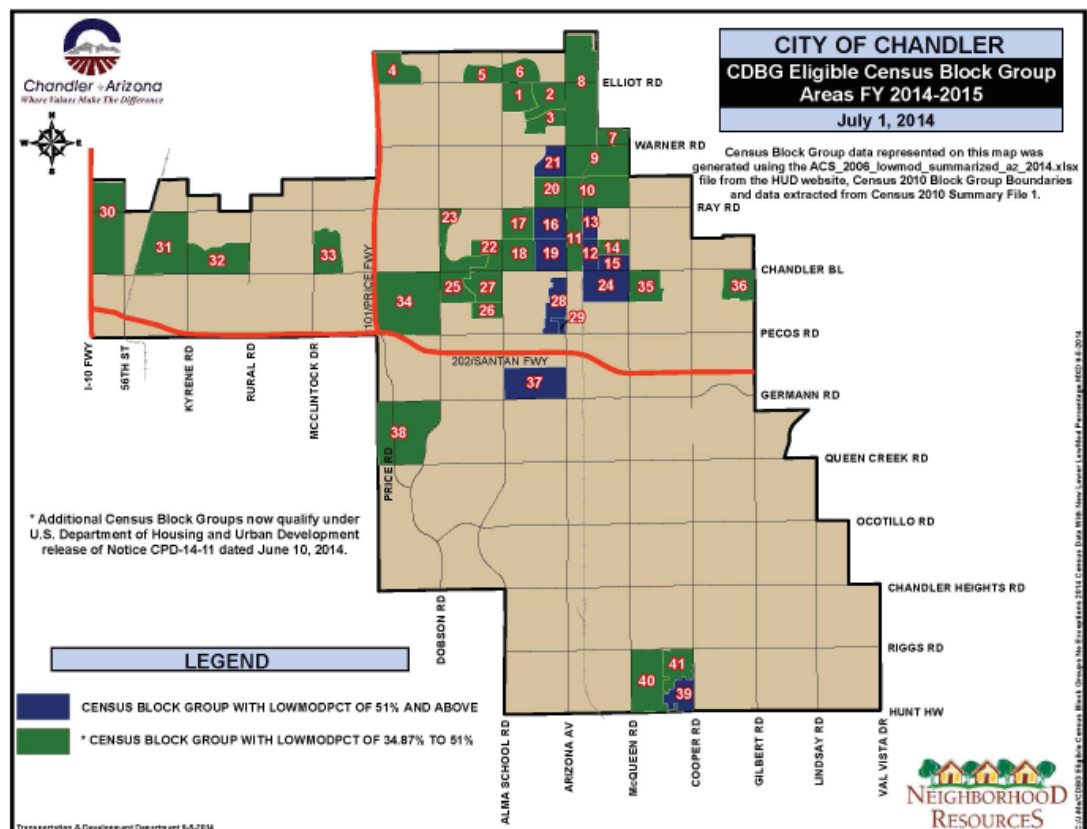 Chandler Arizona
Where Values Make The Difference
N
W
E
S
CITY OF CHANDLER
CDBG Eligible Census Block Group
Areas FY 2014-2015
July 1, 2014
Census Block Group data represented on this map was
generated using the ACS_2006_lowmod_summarized_az_2014.xlsx
file from the HUD website, Census 2010 Block Group Boundaries
and data extracted from Census 2010 Summary File 1.
4
5
6
8
ELLIOT RD
1
2
3
7
WARNER RD
21
9
20
10
RAY RD
30
31
32
33
23
17
16
11
13
22
18
19
12
14
15
CHANDLER BL
101/PRICE FWY
34
25
27
26
28
29
24
35
36
PECOS RD
202/SANTAN FWY
37
GERMANN RD
I-10 FWY
56TH ST
KYRENE RD
RURAL RD
MCCLINTOCK DR
38
PRICE RD
QUEEN CREEK RD
OCOTILLO RD
* Additional Census Block Groups now qualify under
U.S. Department of Housing and Urban Development
release of Notice CPD-14-11 dated June 10, 2014.
CHANDLER HEIGHTS RD
DOBSON RD
RIGGS RD
40
41
39
HUNT HW
LEGEND
CENSUS BLOCK GROUP WITH LOWMODPCT OF 51% AND ABOVE
* CENSUS BLOCK GROUP WITH LOWMODPCT OF 34.87% TO 51%
ALMA SCHOOL RD
ARIZONA AV
McQUEEN RD
COOPER RD
GILBERT RD
LINDSAY RD
VAL VISTA DR
NEIGHBORHOOD
RESOURCES
Transportation & Development Department 9-5-2014